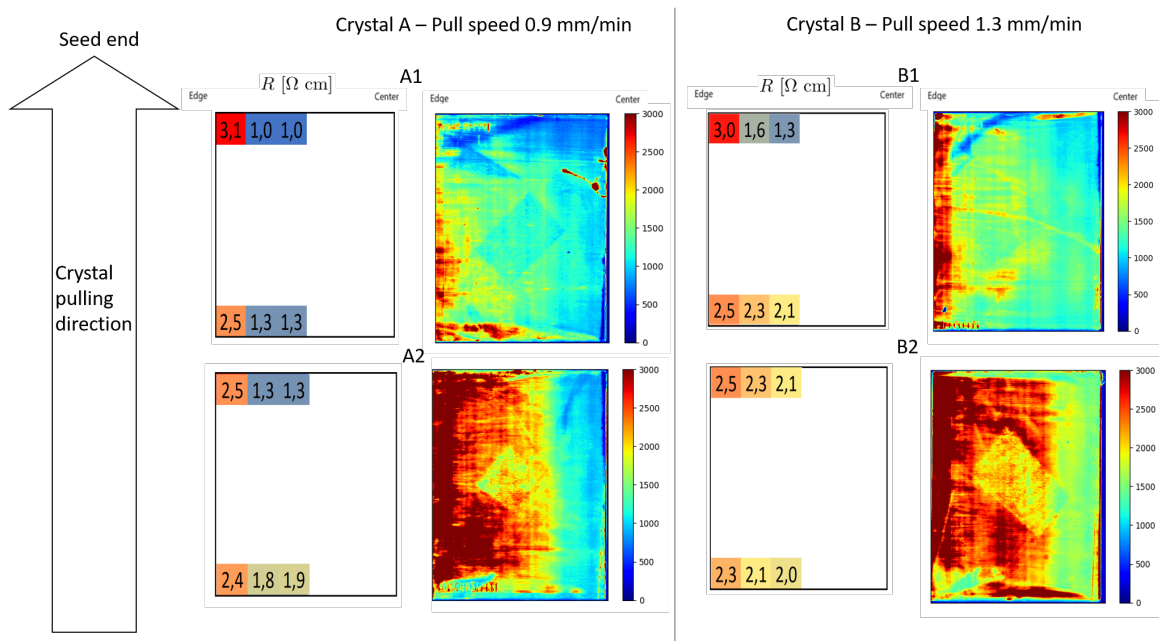 Crystal A – Pull speed 0.9 mm/min
Crystal B – Pull speed 1.3 mm/min
Seed end
Crystal
pulling
direction
A1
R [Ω cm]
Edge
Center
3,1 1,0 1,0
2,5 1,3 1,3
Edge
Center
3000
2500
2000
1500
1000
500
0
A2
2,5 1,3 1,3
2,4 1,8 1,9
3000
2500
2000
1500
1000
500
0
B1
R [Ω cm]
Edge
Center
3,0 1,6 1,3
2,5 2,3 2,1
Edge
Center
3000
2500
2000
1500
1000
500
0
B2
2,5 2,3 2,1
2,3 2,1 2,0
3000
2500
2000
1500
1000
500
0